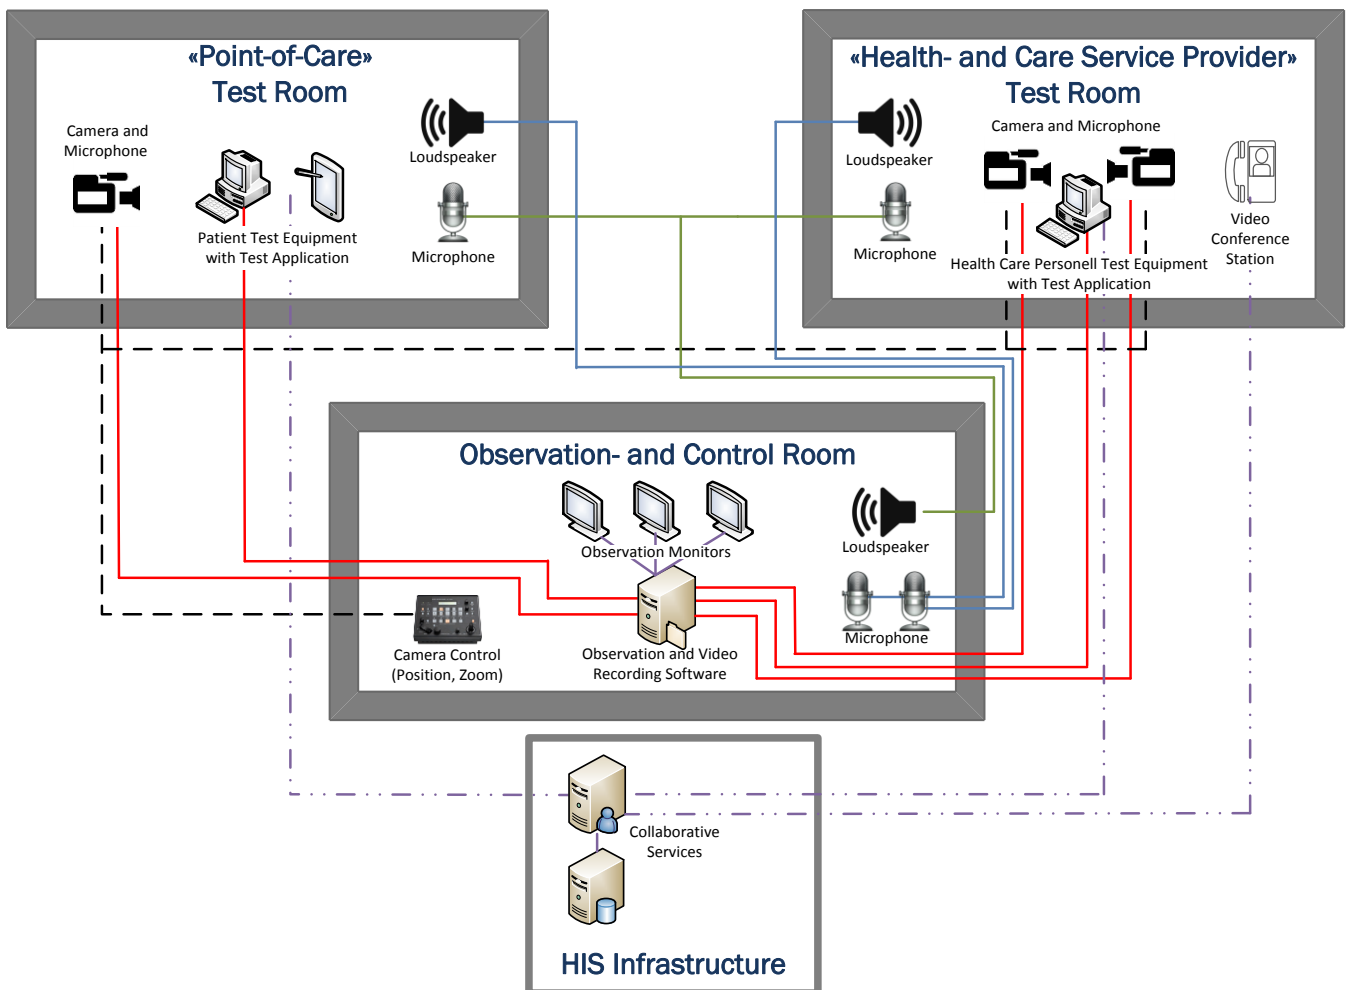 «Point-of-Care»
Test Room
Camera and
Microphone
Loudspeaker
Patient Test Equipment
with Test Application
Microphone
«Health- and Care Service Provider»
Test Room
Camera and Microphone
Loudspeaker
Microphone
Video
Conference
Station
Health Care Personell Test Equipment
with Test Application
Observation- and Control Room
Observation Monitors
Loudspeaker
Microphone
Camera Control
(Position, Zoom)
Observation and Video
Recording Software
Collaborative
Services
HIS Infrastructure